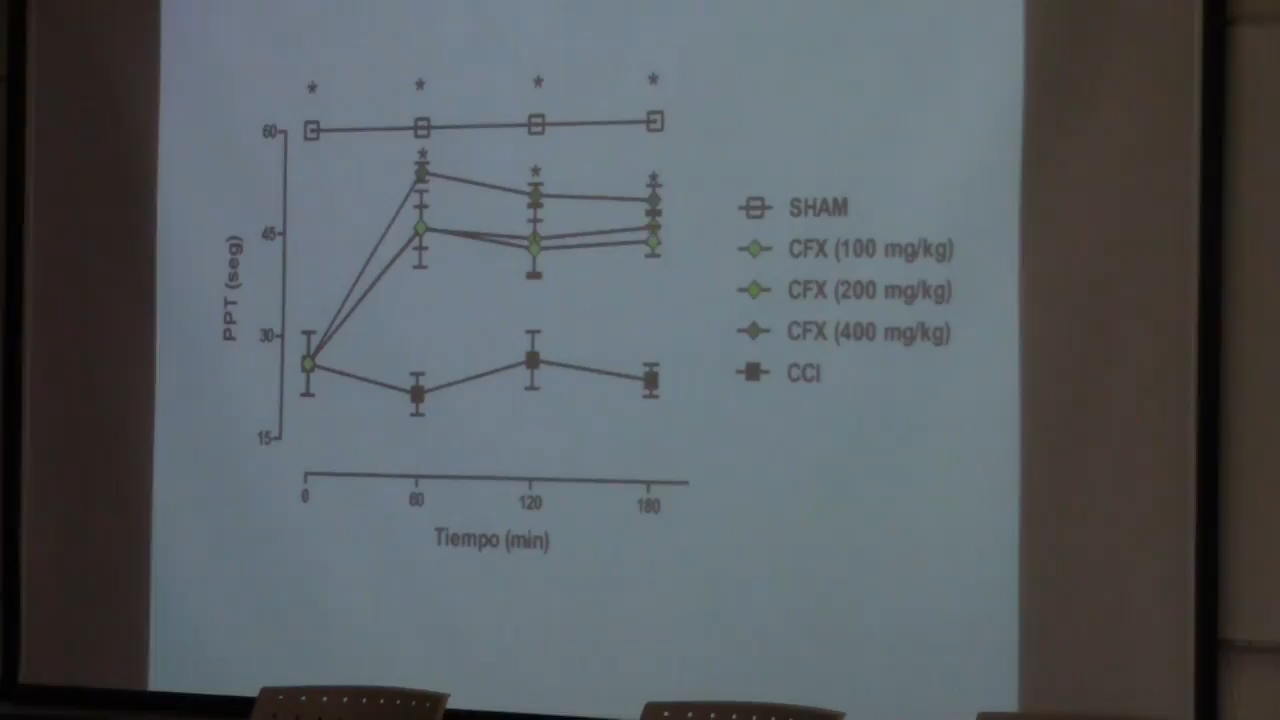 * * * *
60
* * *
45
30
15
PPT (seg)
0 60 120 180
Tiempo (min)
SHAM
CFX (100 mg/kg)
CFX (200 mg/kg)
CFX (400 mg/kg)
CCI